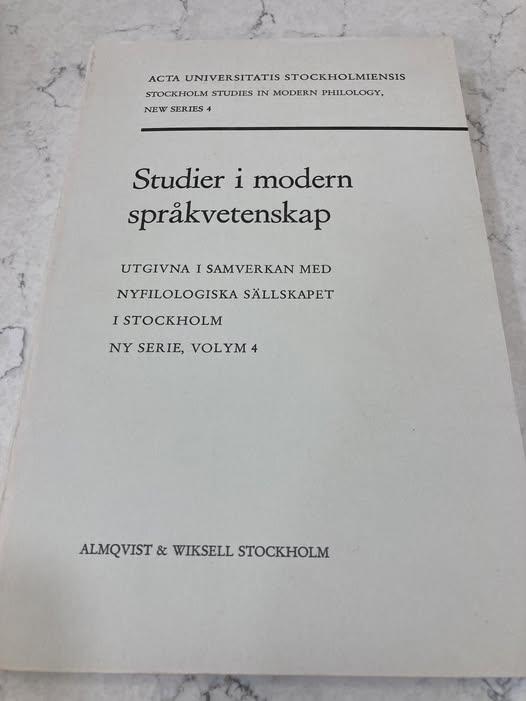 ACTA UNIVERSITATIS STOCKHOLMIENSIS
STOCKHOLM STUDIES IN MODERN PHILOLOGY,
NEW SERIES 4
Studier i modern
språkvetenskap
UTGIVNA I SAMVERKAN MED
NYFILOLOGISKA SÄLLSKAPET
I STOCKHOLM
NY SERIE, VOLYM 4
ALMQVIST & WIKSELL STOCKHOLM